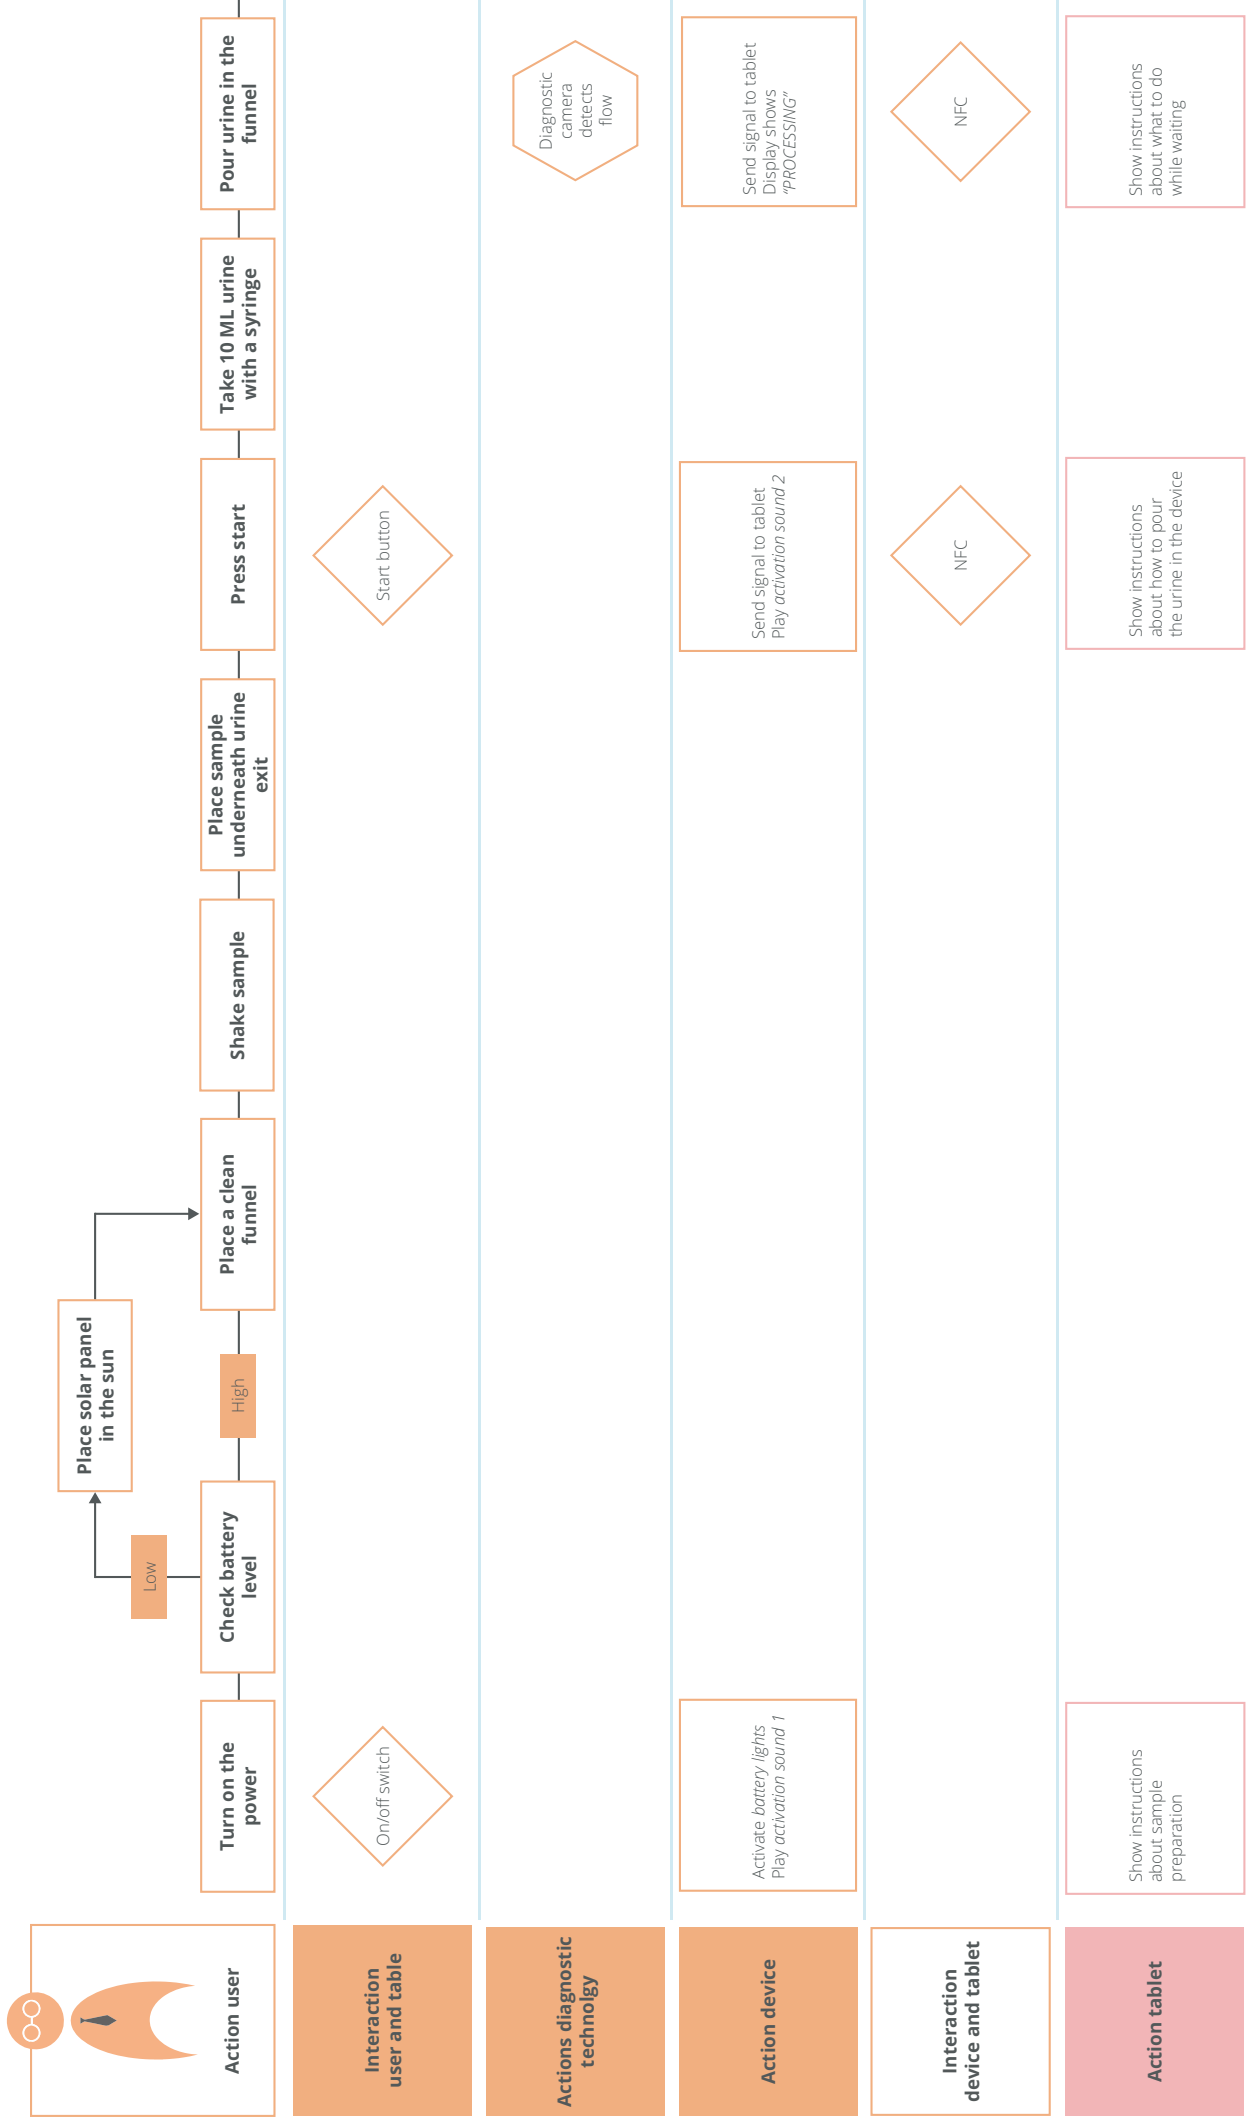 Action user
Turn on the
power
Check battery
level
Low
Place solar panel
in the sun
High
Place a clean
funnel
Shake sample
Place sample
underneath urine
exit
Press start
Take 10 ML urine
with a syringe
Pour urine in the
funnel
Interaction
user and table
On/off switch
Start button
Actions diagnostic
technolgy
Diagnostic
camera
detects
flow
Action device
Activate battery lights
Play activation sound 1
Send signal to tablet
Play activation sound 2
Send signal to tablet
Display shows
“PROCESSING”
Interaction
device and tablet
NFC
NFC
Action tablet
Show instructions
about sample
preparation
Show instructions
about how to pour
the urine in the device
Show instructions
about what to do
while waiting